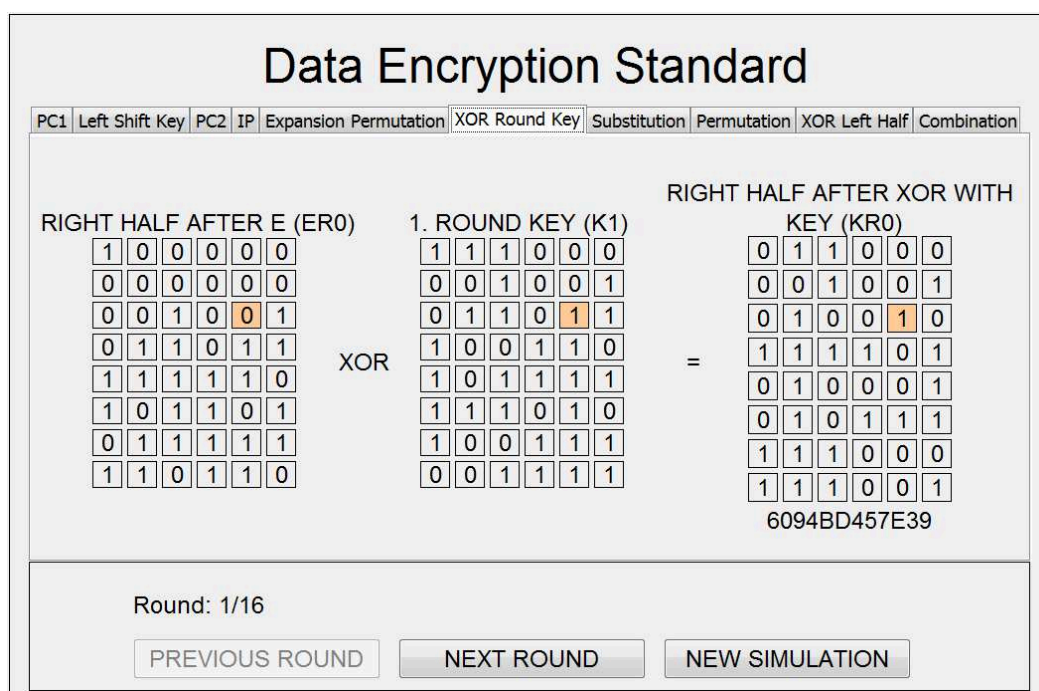 Data Encryption Standard
PC1 Left Shift Key PC2 IP Expansion Permutation XOR Round Key Substitution Permutation XOR Left Half Combination
RIGHT HALF AFTER E (ER0)
1 0 0 0 0 0
0 0 0 0 0 0
0 0 1 0 0 1
0 1 1 0 1 1
1 1 1 1 1 0
1 0 1 1 0 1
0 1 1 1 1 1
1 1 0 1 1 0
XOR
1. ROUND KEY (K1)
1 1 1 0 0 0
0 0 1 0 0 1
0 1 1 0 1 1
1 0 0 1 1 0
1 0 1 1 1 1
1 1 1 0 1 0
1 0 0 1 1 1
0 0 1 1 1 1
=
RIGHT HALF AFTER XOR WITH
KEY (KR0)
0 1 1 0 0 0
0 0 1 0 0 1
0 1 0 0 1 0
1 1 1 1 0 1
0 1 0 0 0 1
0 1 0 1 1 1
1 1 1 0 0 0
1 1 1 0 0 1
6094BD457E39
Round: 1/16
PREVIOUS ROUND
NEXT ROUND
NEW SIMULATION